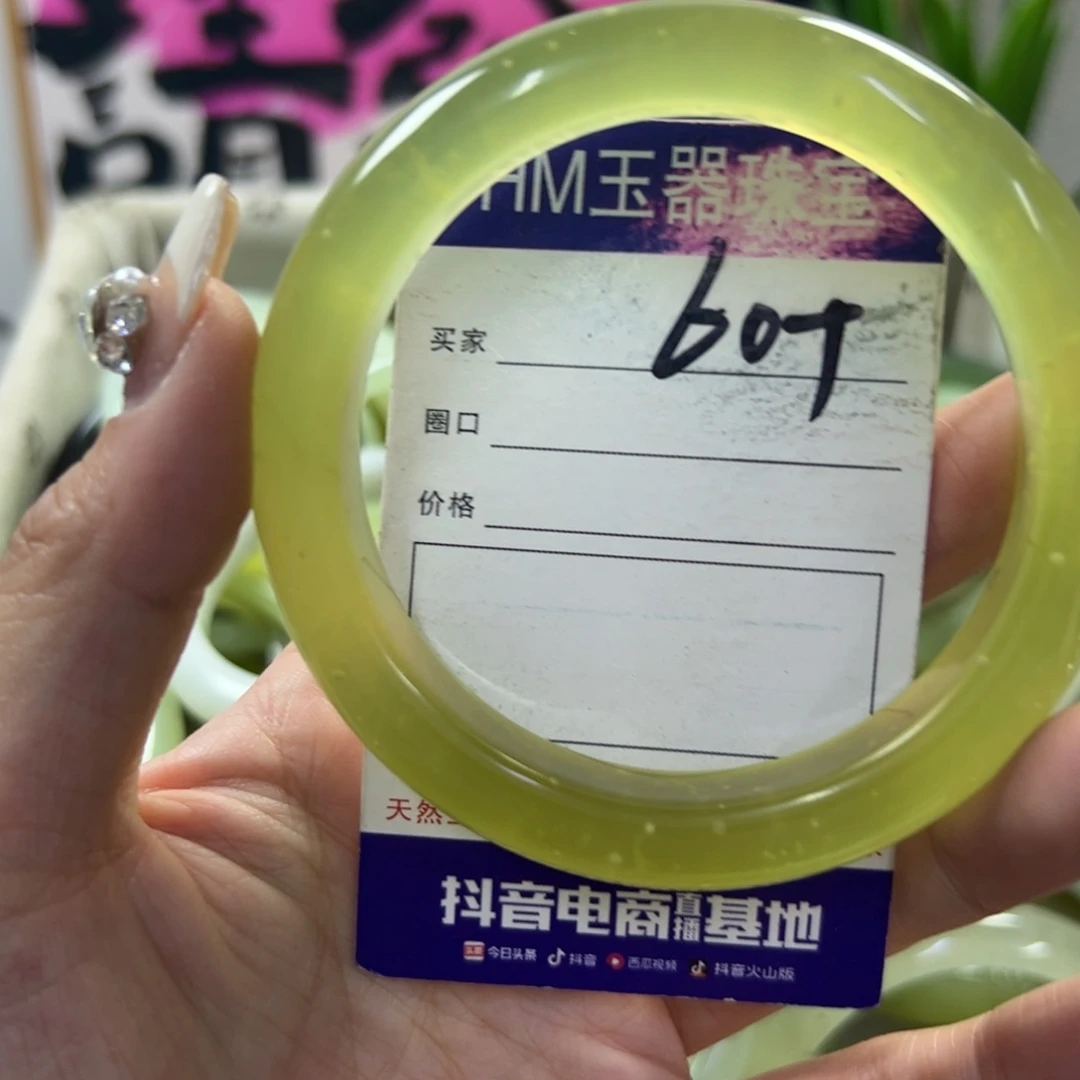 HM玉器珠宝
60+
买家
圈口
价格
天然
抖音电商直播基地
今日头条 抖音 西瓜视频 抖音火山版